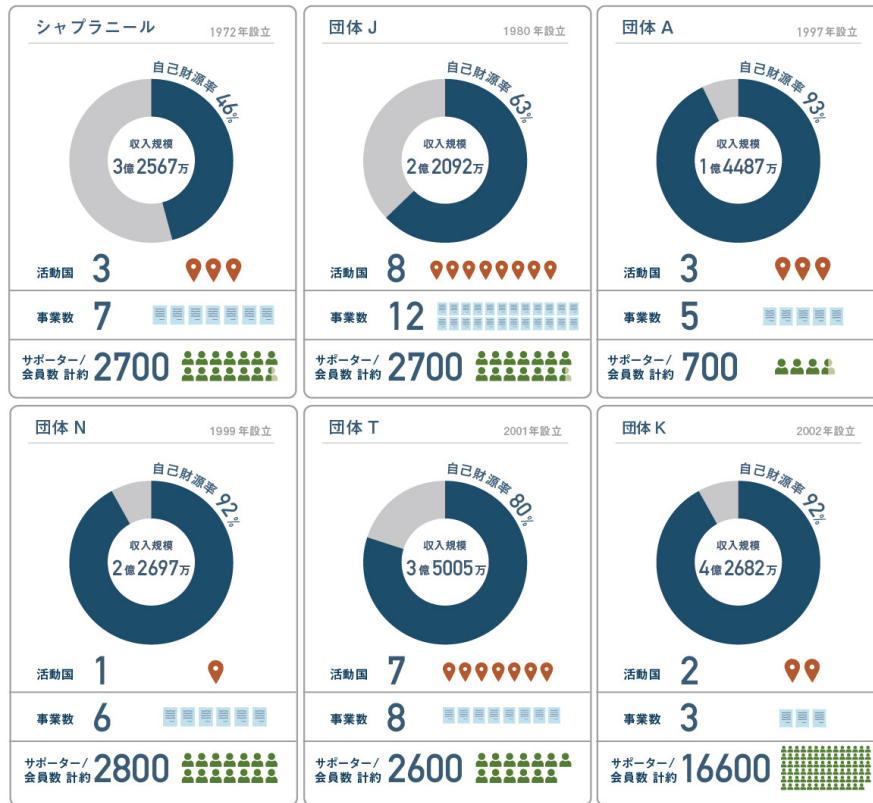 シャプラニール
1972年設立
自己財源率 46%
収入規模
3億2567万
活動国 3
事業数 7
サポーター/
会員数 計約 2700
団体 J
1980年設立
自己財源率 63%
収入規模
2億2092万
活動国 8
事業数 12
サポーター/
会員数 計約 2700
団体 A
1997年設立
自己財源率 93%
収入規模
1億4487万
活動国 3
事業数 5
サポーター/
会員数 計約 700
団体 N
1999年設立
自己財源率 92%
収入規模
2億2697万
活動国 1
事業数 6
サポーター/
会員数 計約 2800
団体 T
2001年設立
自己財源率 80%
収入規模
3億5005万
活動国 7
事業数 8
サポーター/
会員数 計約 2600
団体 K
2002年設立
自己財源率 92%
収入規模
4億2682万
活動国 2
事業数 3
サポーター/
会員数 計約 16600